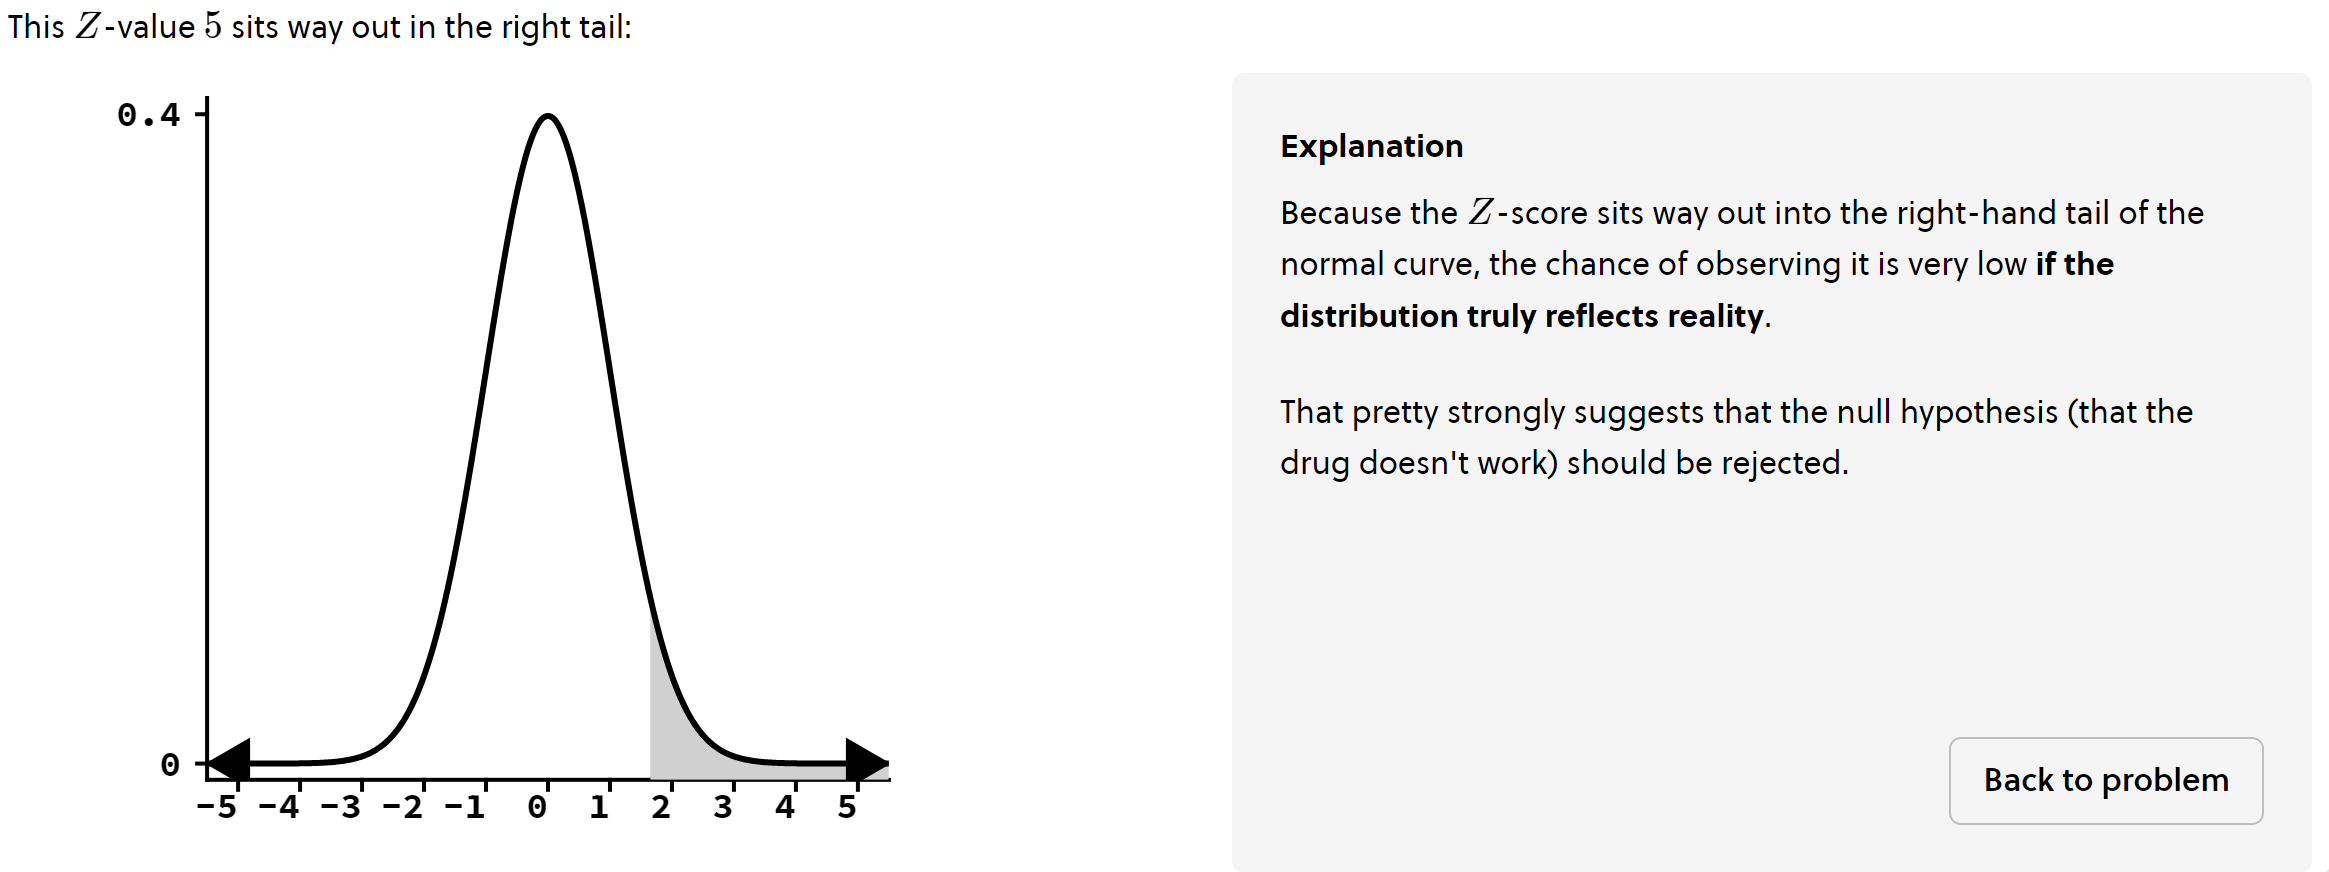 This Z-value 5 sits way out in the right tail:
0.4
0
−5 −4 −3 −2 −1 0 1 2 3 4 5
Explanation
Because the Z-score sits way out into the right-hand tail of the
normal curve, the chance of observing it is very low if the
distribution truly reflects reality.
That pretty strongly suggests that the null hypothesis (that the
drug doesn't work) should be rejected.
Back to problem